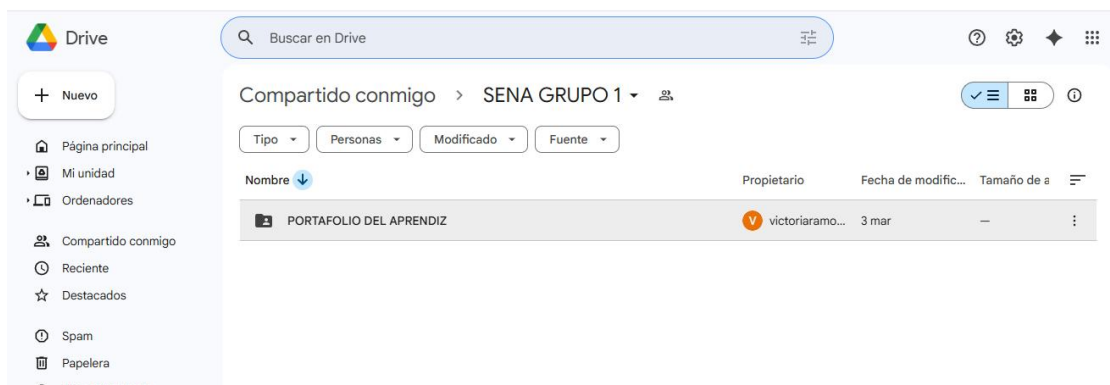 Drive
Buscar en Drive
Nuevo
Compartido conmigo > SENA GRUPO 1
Tipo Personas Modificado Fuente
Página principal
Mi unidad
Ordenadores
Compartido conmigo
Reciente
Destacados
Spam
Papelera
Nombre Propietario Fecha de modific... Tamaño de a
PORTAFOLIO DEL APRENDIZ V victoriaramo... 3 mar —